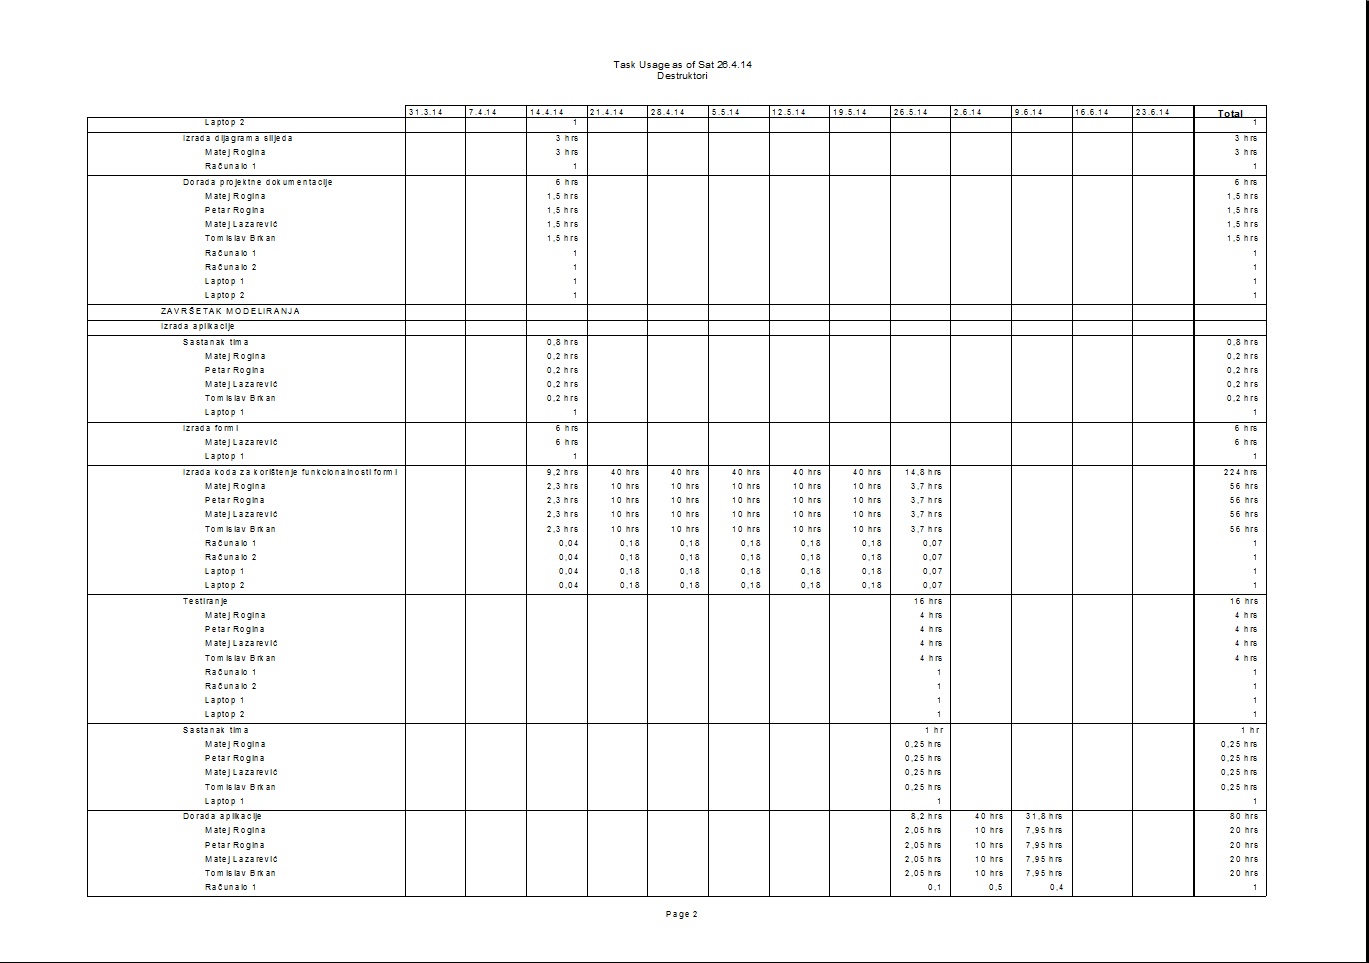 Task Usage as of Sat 26.4.14
Destruktori
31.3.14 7.4.14 14.4.14 21.4.14 28.4.14 5.5.14 12.5.14 19.5.14 26.5.14 2.6.14 9.6.14 16.6.14 23.6.14 Total
Laptop 2 1 1
Izrada dijagrama slijeda 3 hrs 3 hrs
Matej Rogina 3 hrs 3 hrs
Računalo 1 1 1
Dorada projektne dokumentacije 6 hrs 6 hrs
Matej Rogina 1,5 hrs 1,5 hrs
Petar Rogina 1,5 hrs 1,5 hrs
Matej Lazarević 1,5 hrs 1,5 hrs
Tomislav Brkan 1,5 hrs 1,5 hrs
Računalo 1 1 1
Računalo 2 1 1
Laptop 1 1 1
Laptop 2 1 1
ZAVRŠETAK MODELIRANJA
Izrada aplikacije
Sastanak tima 0,8 hrs 0,8 hrs
Matej Rogina 0,2 hrs 0,2 hrs
Petar Rogina 0,2 hrs 0,2 hrs
Matej Lazarević 0,2 hrs 0,2 hrs
Tomislav Brkan 0,2 hrs 0,2 hrs
Laptop 1 1 1
Izrada formi 6 hrs 6 hrs
Matej Lazarević 6 hrs 6 hrs
Laptop 1 1 1
Izrada koda za korištenje funkcionalnosti formi 9,2 hrs 40 hrs 40 hrs 40 hrs 40 hrs 40 hrs 14,8 hrs 224 hrs
Matej Rogina 2,3 hrs 10 hrs 10 hrs 10 hrs 10 hrs 10 hrs 3,7 hrs 56 hrs
Petar Rogina 2,3 hrs 10 hrs 10 hrs 10 hrs 10 hrs 10 hrs 3,7 hrs 56 hrs
Matej Lazarević 2,3 hrs 10 hrs 10 hrs 10 hrs 10 hrs 10 hrs 3,7 hrs 56 hrs
Tomislav Brkan 2,3 hrs 10 hrs 10 hrs 10 hrs 10 hrs 10 hrs 3,7 hrs 56 hrs
Računalo 1 0,04 0,18 0,18 0,18 0,18 0,18 0,07 1
Računalo 2 0,04 0,18 0,18 0,18 0,18 0,18 0,07 1
Laptop 1 0,04 0,18 0,18 0,18 0,18 0,18 0,07 1
Laptop 2 0,04 0,18 0,18 0,18 0,18 0,18 0,07 1
Testiranje 16 hrs 16 hrs
Matej Rogina 4 hrs 4 hrs
Petar Rogina 4 hrs 4 hrs
Matej Lazarević 4 hrs 4 hrs
Tomislav Brkan 4 hrs 4 hrs
Računalo 1 1 1
Računalo 2 1 1
Laptop 1 1 1
Laptop 2 1 1
Sastanak tima 1 hr 1 hr
Matej Rogina 0,25 hrs 0,25 hrs
Petar Rogina 0,25 hrs 0,25 hrs
Matej Lazarević 0,25 hrs 0,25 hrs
Tomislav Brkan 0,25 hrs 0,25 hrs
Laptop 1 1 1
Dorada aplikacije 8,2 hrs 40 hrs 31,8 hrs 80 hrs
Matej Rogina 2,05 hrs 10 hrs 7,95 hrs 20 hrs
Petar Rogina 2,05 hrs 10 hrs 7,95 hrs 20 hrs
Matej Lazarević 2,05 hrs 10 hrs 7,95 hrs 20 hrs
Tomislav Brkan 2,05 hrs 10 hrs 7,95 hrs 20 hrs
Računalo 1 0,1 0,5 0,4 1
Page 2